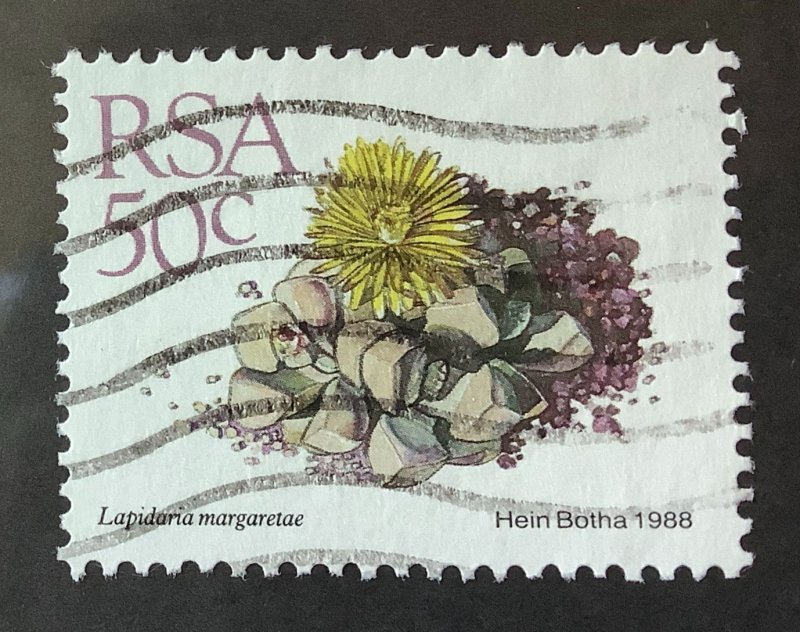 RSA
50c
Lapidaria margaretae
Hein Botha 1988